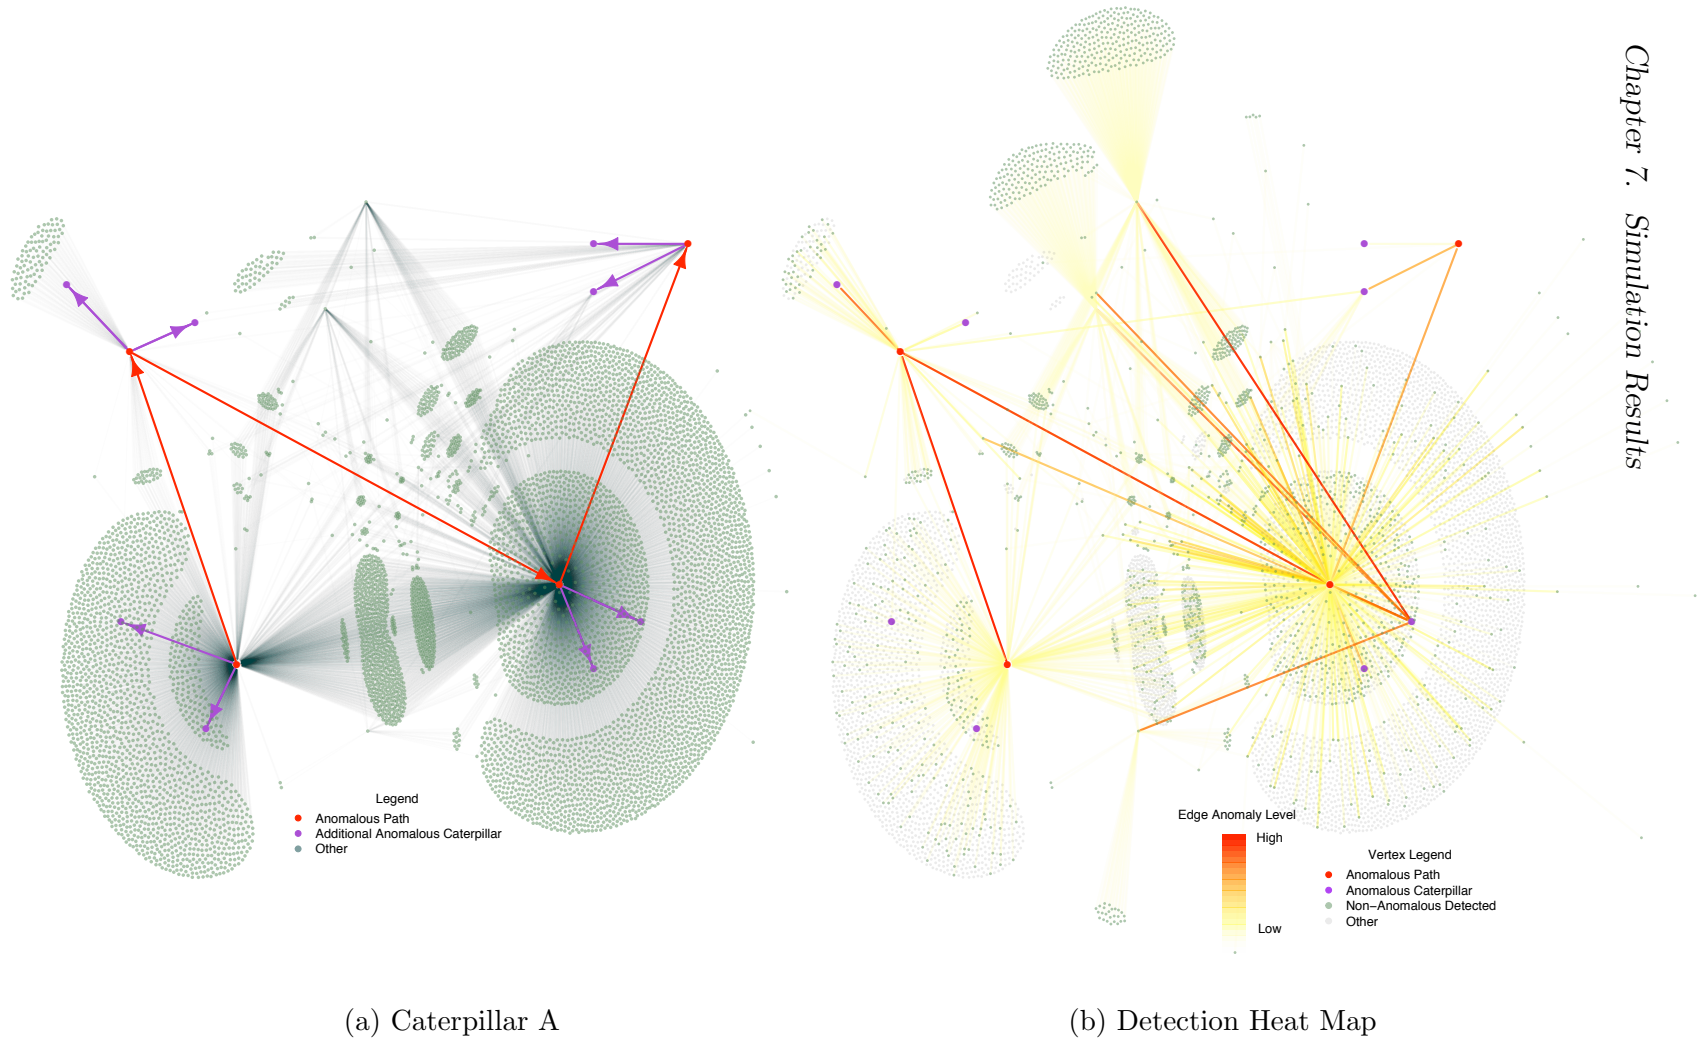 Chapter 7. Simulation Results
Legend
Anomalous Path
Additional Anomalous Caterpillar
Other
Edge Anomaly Level
High
Low
Vertex Legend
Anomalous Path
Anomalous Caterpillar
Non−Anomalous Detected
Other
(a) Caterpillar A
(b) Detection Heat Map